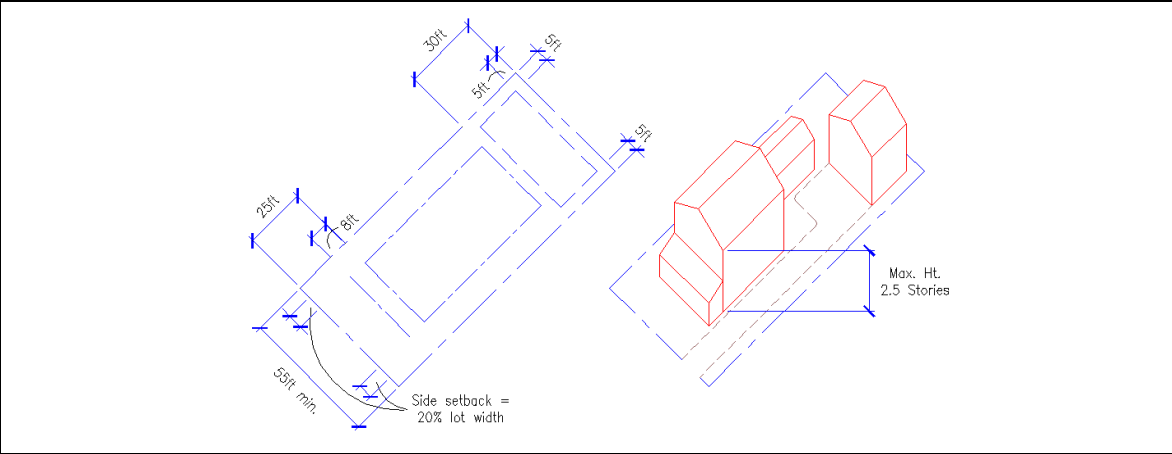 30ft
5ft
5ft
5ft
25ft
8ft
55ft min.
Side setback =
20% lot width
Max. Ht.
2.5 Stories